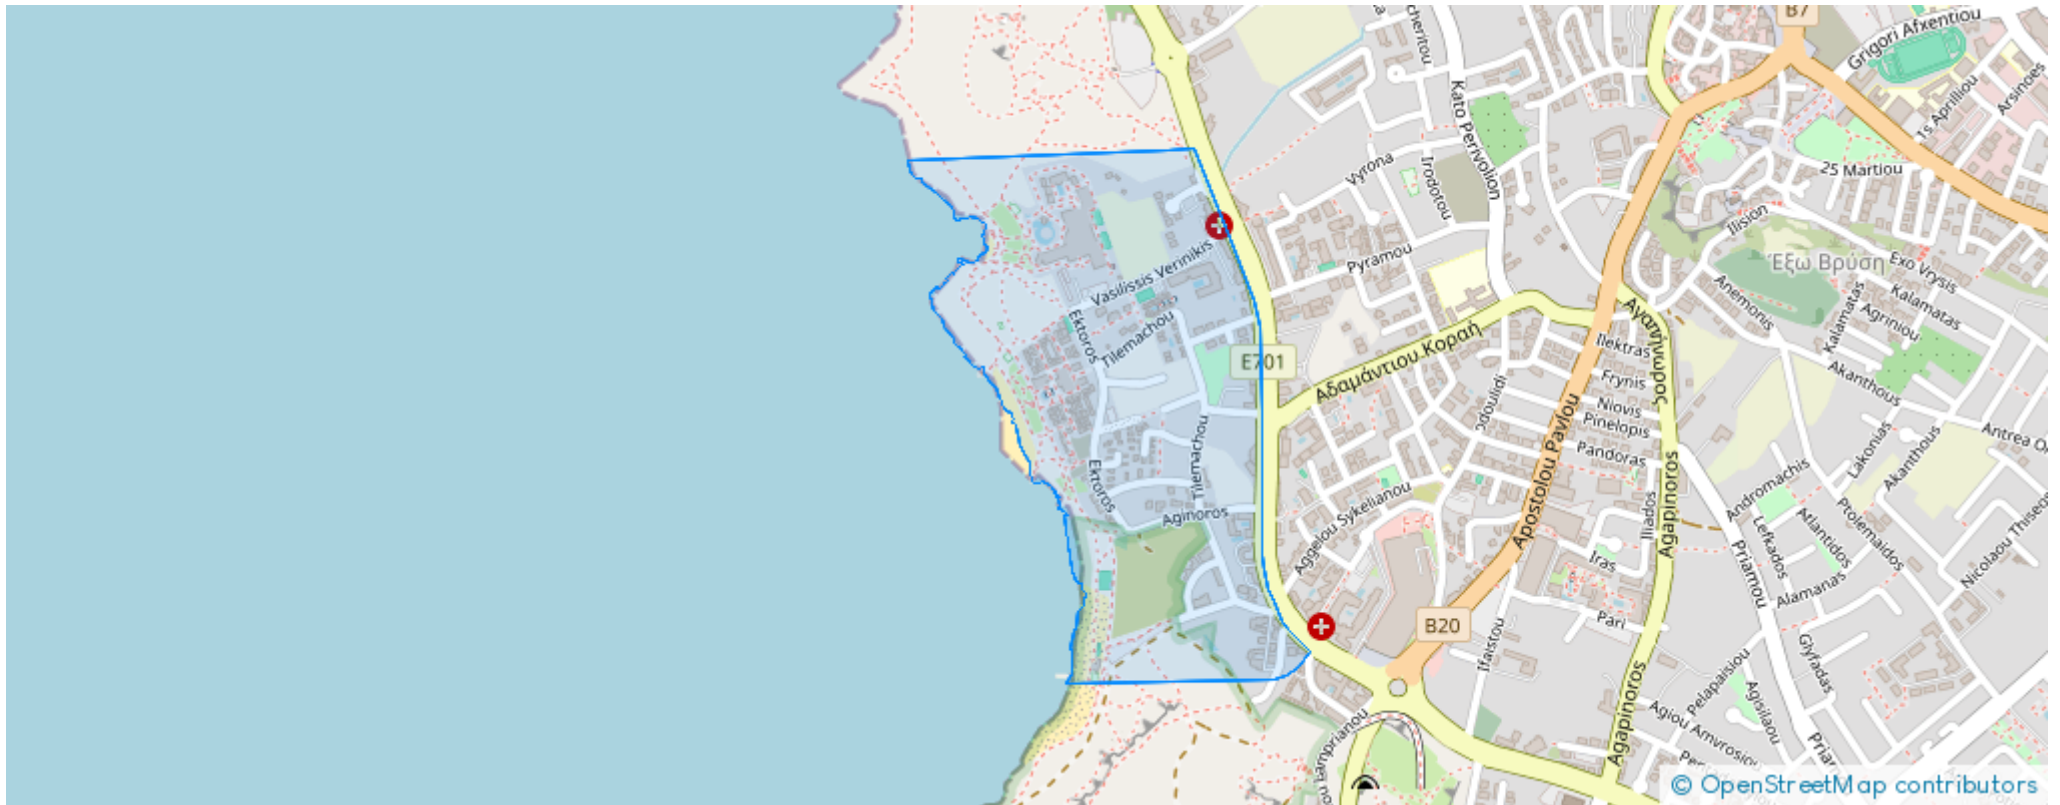 B7
Grigori Afxentiou
Arsinoes
1s Apriliou
cheritou
Kato Perivolion
25 Martiou
Vyrona
Irodotou
Ilision
Vasilissis Verinikis
Pyramou
Έξω Βρύση
Exo Vrysis
Anemonis
Kalamatas
Kalamatas
Agriniou
Ektoros
Tilemachou
E701
Αδαμάντιου Κοραή
Αγαπήνωρος
Ilektras
Frynis
Niovis
Pinelopis
Pandoras
Akanthous
Antrea
Lakonias
Akanthous
Apostolou Pavlou
Tilemachou
Ektoros
Aginoros
Aggelou Sykelianou
Iliados
Agapinoros
Andromachis
Lefkados
Atlantidos
Ptolemaidos
Nicolaou Thiseos
Priamou
Alamanas
Iras
Pari
B20
Ifaistou
Glyfadas
Pelapaisiou
Agisilaou
Agiou Amvrosiou
Agapinoros
© OpenStreetMap contributors